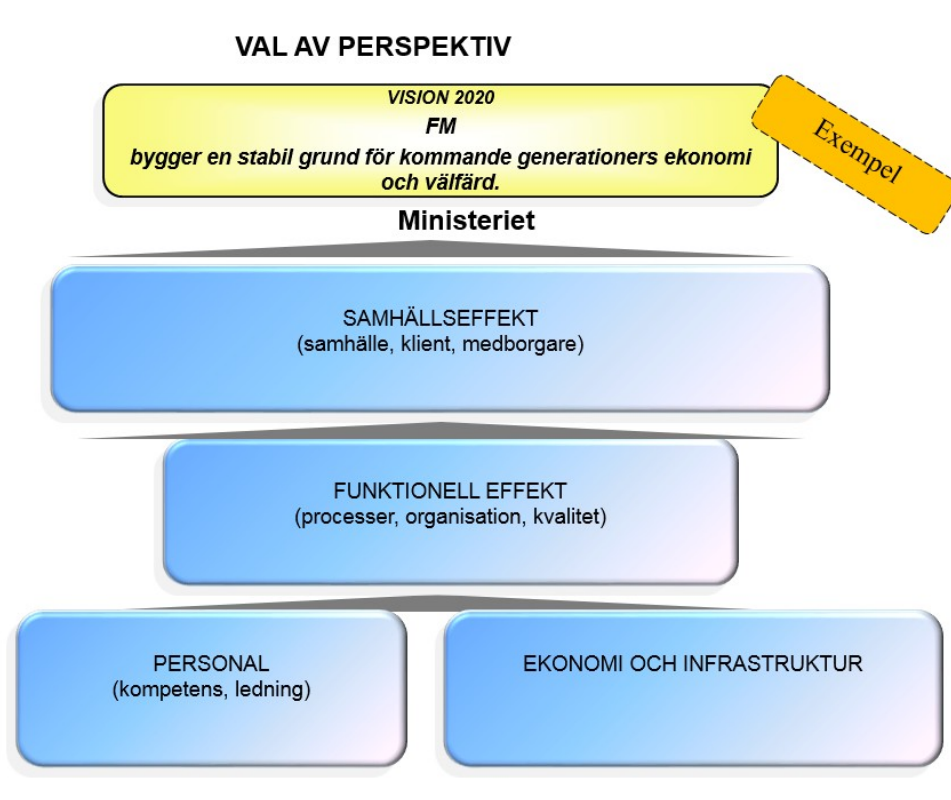 VAL AV PERSPEKTIV
VISION 2020
FM
bygger en stabil grund för kommande generationers ekonomi
och välfärd.
Exempel
Ministeriet
SAMHÄLLSEFFEKT
(samhälle, klient, medborgare)
FUNKTIONELL EFFEKT
(processer, organisation, kvalitet)
PERSONAL
(kompetens, ledning)
EKONOMI OCH INFRASTRUKTUR